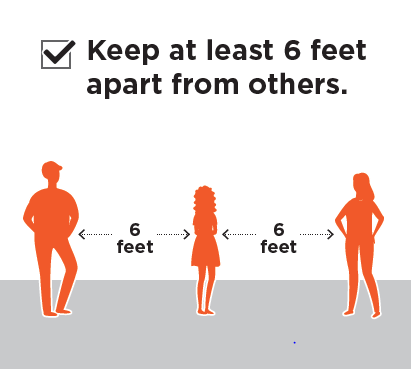 Keep at least 6 feet
apart from others.
6
feet
6
feet